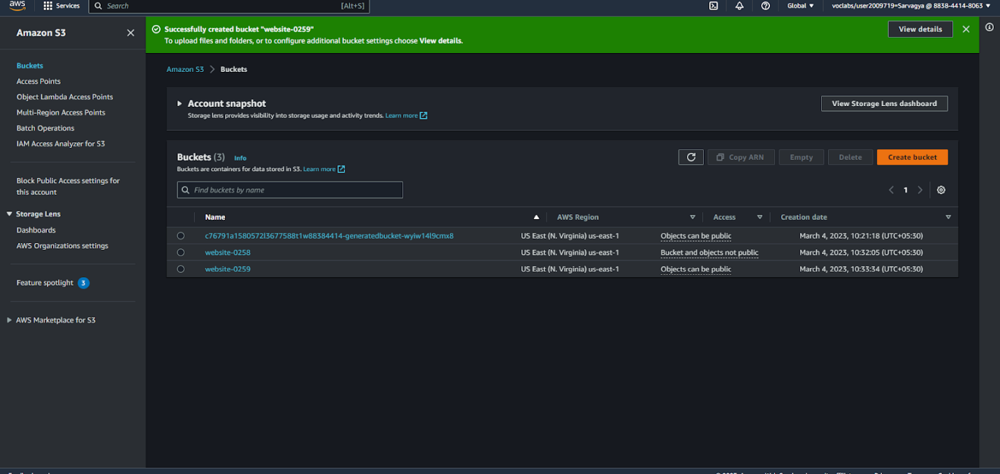 aws
Services
Search
[Alt+S]
Global
voclabs/user2009719=Sarvagya @ 8838-4414-8063
Amazon S3
Buckets
Access Points
Object Lambda Access Points
Multi-Region Access Points
Batch Operations
IAM Access Analyzer for S3
Block Public Access settings for
this account
Storage Lens
Dashboards
AWS Organizations settings
Feature spotlight 3
AWS Marketplace for S3
Successfully created bucket "website-0259"
To upload files and folders, or to configure additional bucket settings choose View details.
View details
Amazon S3 > Buckets
Account snapshot
Storage lens provides visibility into storage usage and activity trends. Learn more
View Storage Lens dashboard
Buckets (3) Info
Buckets are containers for data stored in S3. Learn more
Copy ARN
Empty
Delete
Create bucket
Find buckets by name
1
Name AWS Region Access Creation date
c76791a1580572l3677588t1w88384414-generatedbucket-wyiw14l9cmx8 US East (N. Virginia) us-east-1 Objects can be public March 4, 2023, 10:21:18 (UTC+05:30)
website-0258 US East (N. Virginia) us-east-1 Bucket and objects not public March 4, 2023, 10:32:05 (UTC+05:30)
website-0259 US East (N. Virginia) us-east-1 Objects can be public March 4, 2023, 10:33:34 (UTC+05:30)